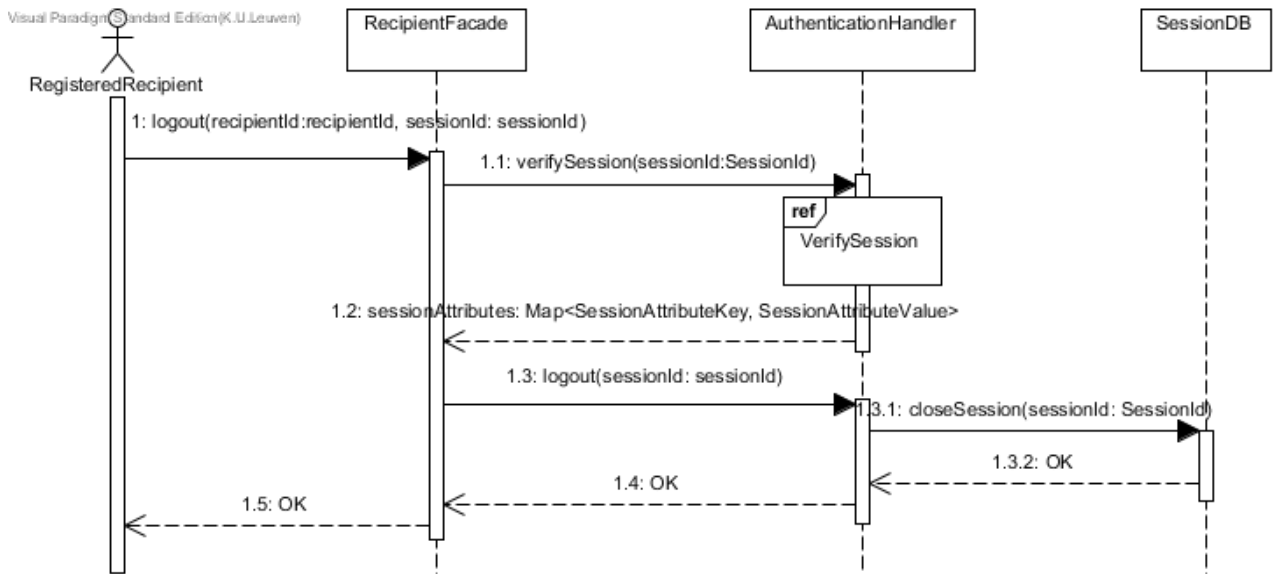 Visual Paradigm Standard Edition(K.U.Leuven)
RegisteredRecipient
RecipientFacade
AuthenticationHandler
SessionDB
1: logout(recipientId:recipientId, sessionId: sessionId)
1.1: verifySession(sessionId:SessionId)
ref
VerifySession
1.2: sessionAttributes: Map<SessionAttributeKey, SessionAttributeValue>
1.3: logout(sessionId: sessionId)
1.3.1: closeSession(sessionId: SessionId)
1.3.2: OK
1.4: OK
1.5: OK